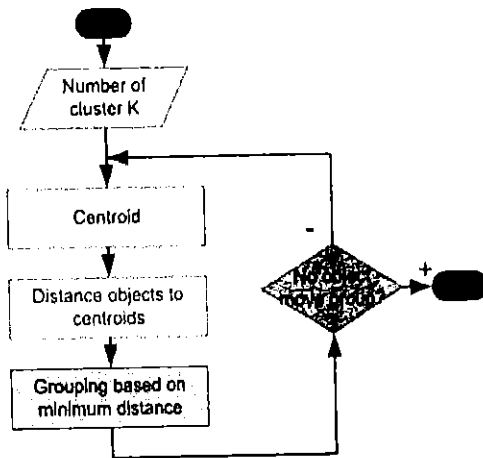 Number of
cluster K
Centroid
Distance objects to
centroids
Grouping based on
minimum distance
-
No object
move group?
+